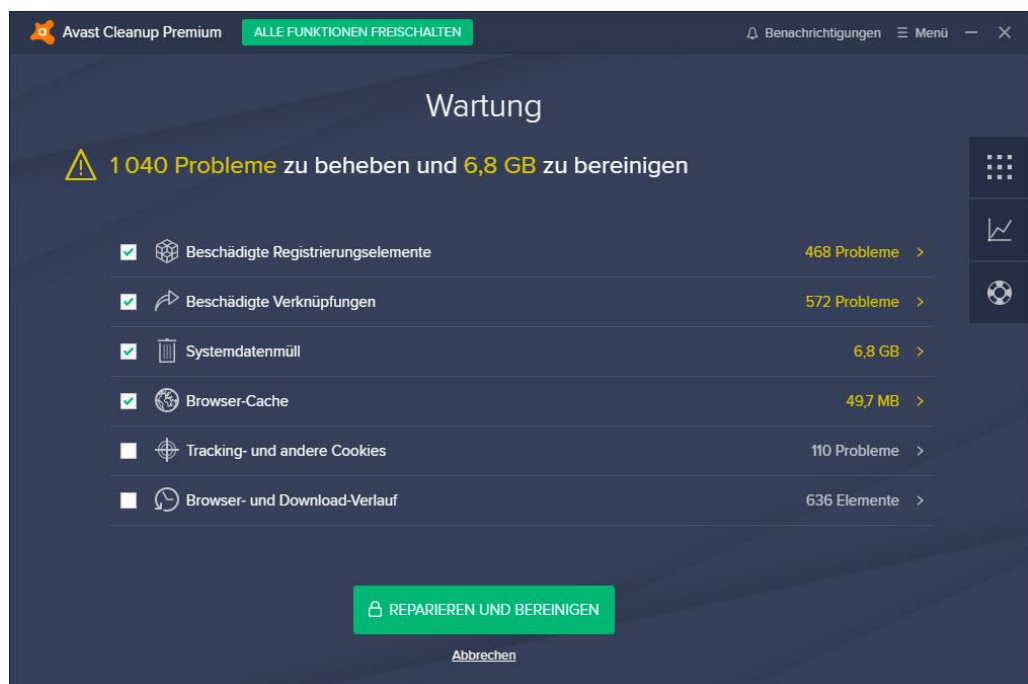 Avast Cleanup Premium ALLE FUNKTIONEN FREISCHALTEN Benachrichtigungen Menü
Wartung
1 040 Probleme zu beheben und 6,8 GB zu bereinigen
Beschädigte Registrierungselemente 468 Probleme
Beschädigte Verknüpfungen 572 Probleme
Systemdatenmüll 6,8 GB
Browser-Cache 49,7 MB
Tracking- und andere Cookies 110 Probleme
Browser- und Download-Verlauf 636 Elemente
REPARIEREN UND BEREINIGEN
Abbrechen